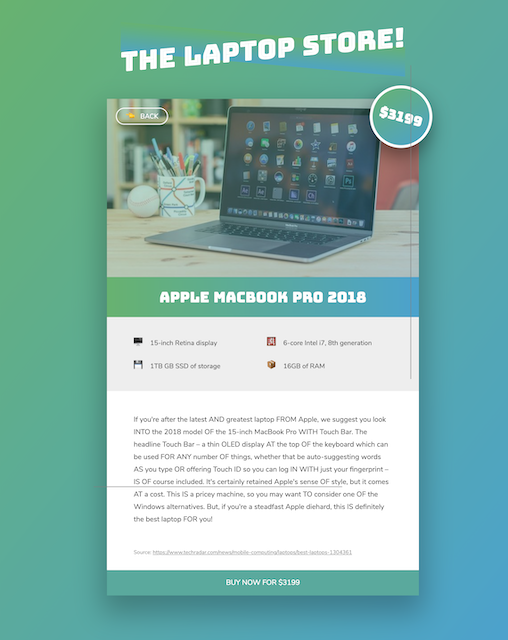 THE LAPTOP STORE!
BACK
$3199
APPLE MACBOOK PRO 2018
15-inch Retina display
6-core Intel i7, 8th generation
1TB GB SSD of storage
16GB of RAM
If you're after the latest AND greatest laptop FROM Apple, we suggest you look
INTO the 2018 model OF the 15-inch MacBook Pro WITH Touch Bar. The
headline Touch Bar – a thin OLED display AT the top OF the keyboard which can
be used FOR ANY number OF things, whether that be auto-suggesting words
AS you type OR offering Touch ID so you can log IN WITH just your fingerprint –
IS OF course included. It's certainly retained Apple's sense OF style, but it comes
AT a cost. This IS a pricey machine, so you may want TO consider one OF the
Windows alternatives. But, if you're a steadfast Apple diehard, this IS definitely
the best laptop FOR you!
Source: https://www.techradar.com/news/mobile-computing/laptops/best-laptops-1304361
BUY NOW FOR $3199